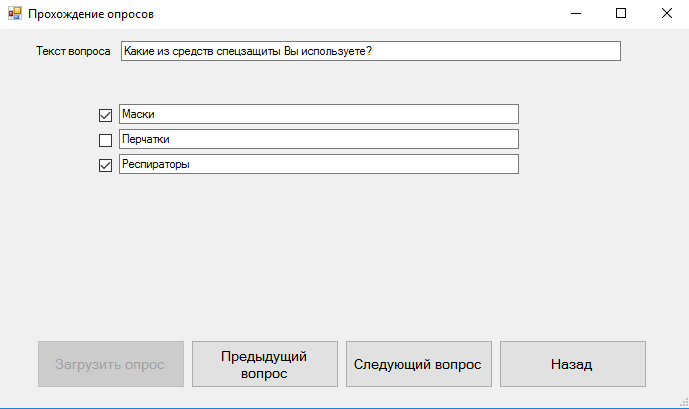 Прохождение опросов
Текст вопроса Какие из средств спецзащиты Вы используете?
Маски
Перчатки
Респираторы
Загрузить опрос
Предыдущий
вопрос
Следующий вопрос
Назад